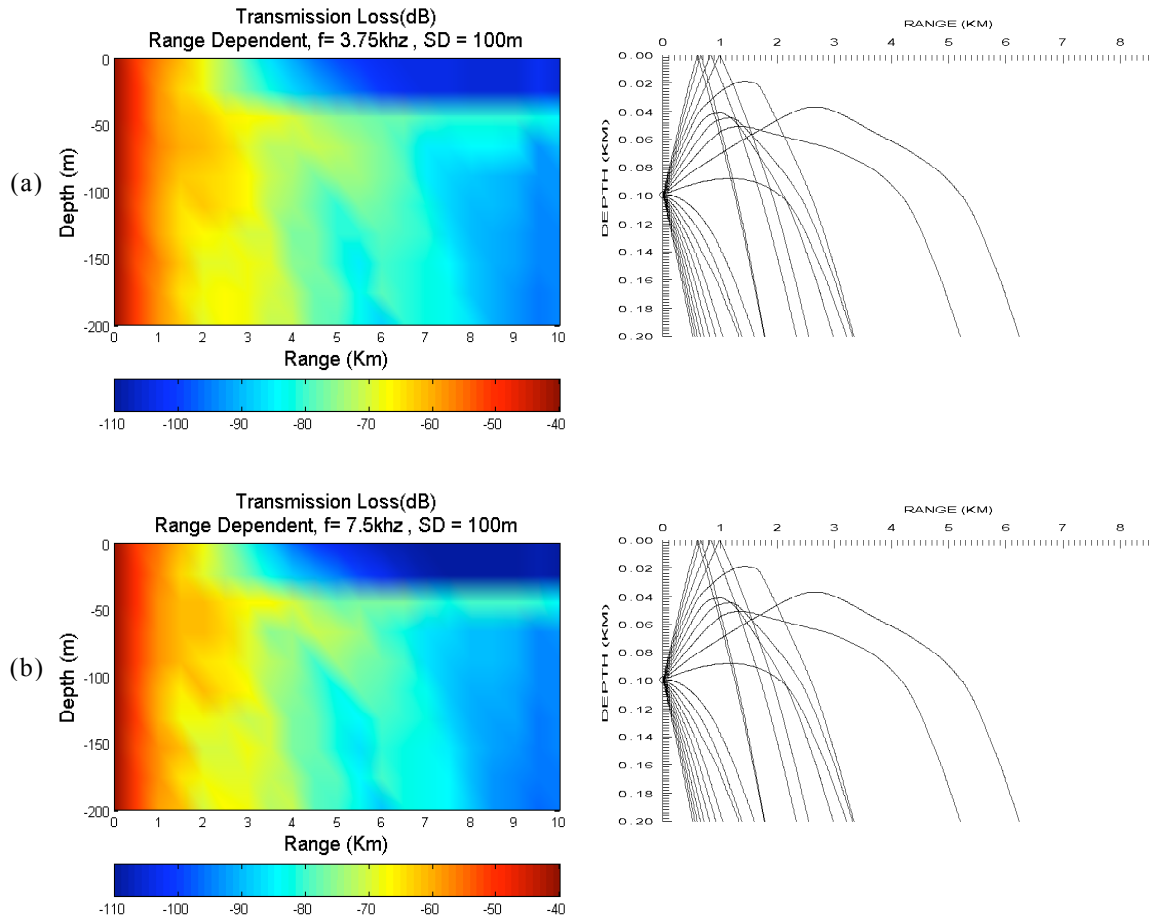 Transmission Loss(dB)
Range Dependent, f= 3.75khz , SD = 100m
(a)
Depth (m)
0
-50
-100
-150
-200
0 1 2 3 4 5 6 7 8 9 10
Range (Km)
-110 -100 -90 -80 -70 -60 -50 -40
RANGE (KM)
0 1 2 3 4 5 6 7 8
DEPTH (KM)
0.00
0.02
0.04
0.06
0.08
0.10
0.12
0.14
0.16
0.18
0.20
Transmission Loss(dB)
Range Dependent, f= 7.5khz , SD = 100m
(b)
Depth (m)
0
-50
-100
-150
-200
0 1 2 3 4 5 6 7 8 9 10
Range (Km)
-110 -100 -90 -80 -70 -60 -50 -40
RANGE (KM)
0 1 2 3 4 5 6 7 8
DEPTH (KM)
0.00
0.02
0.04
0.06
0.08
0.10
0.12
0.14
0.16
0.18
0.20